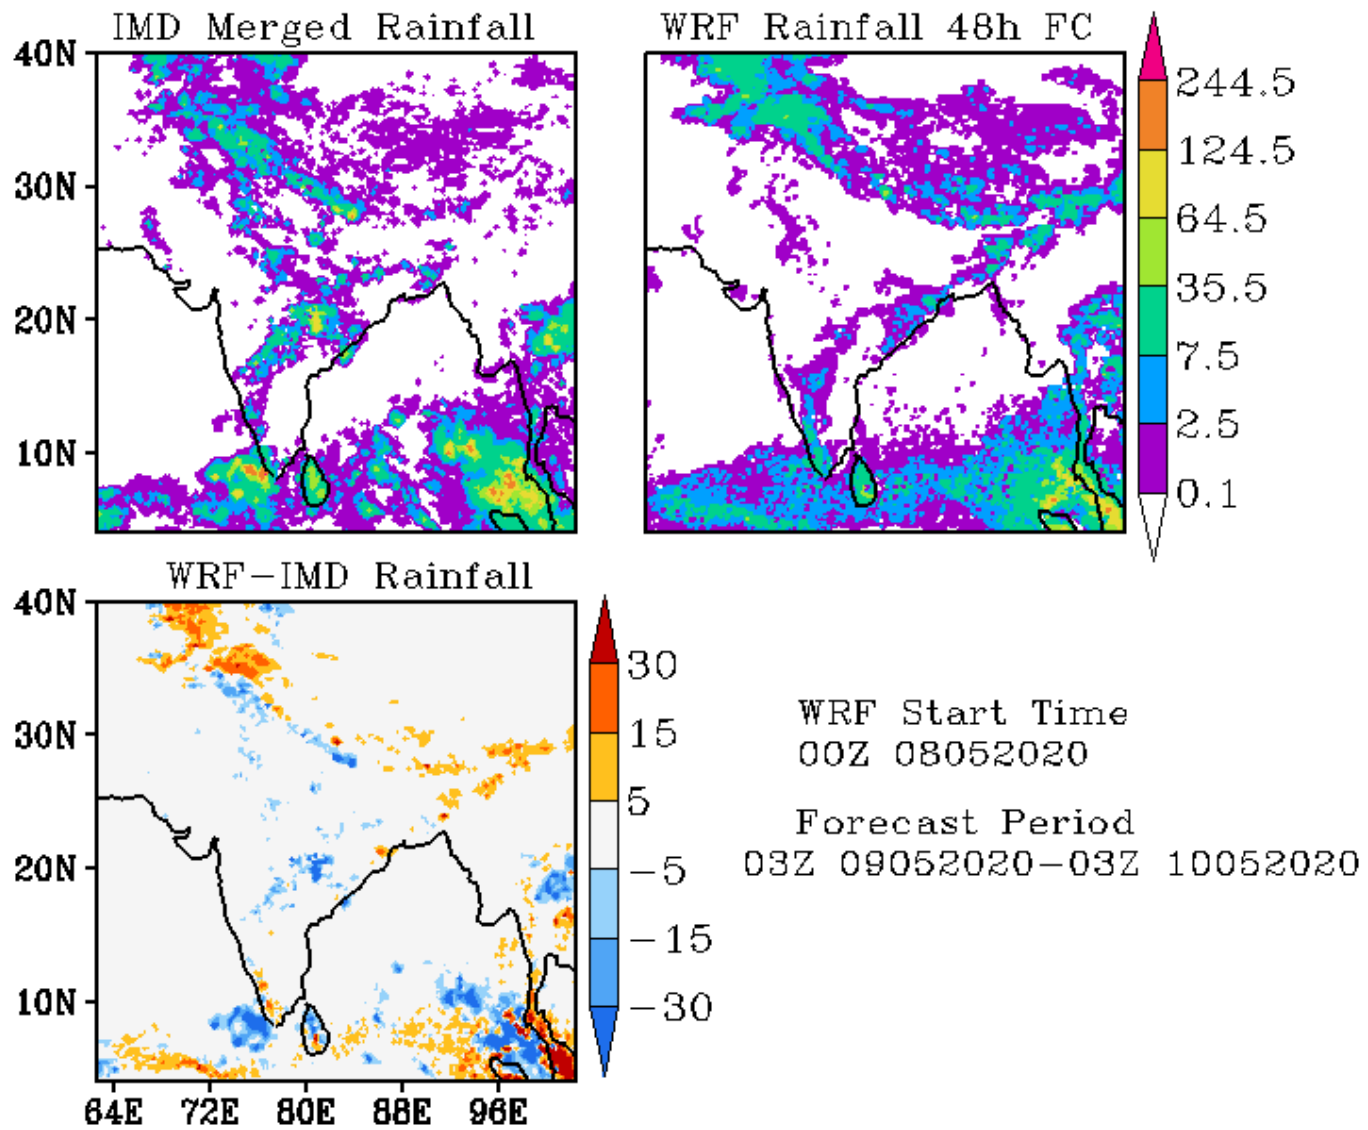 IMD Merged Rainfall
WRF Rainfall 48h FC
40N
30N
20N
10N
244.5
124.5
64.5
35.5
7.5
2.5
0.1
WRF-IMD Rainfall
40N
30N
20N
10N
64E 72E 80E 88E 96E
30
15
5
-5
-15
-30
WRF Start Time
00Z 08052020
Forecast Period
03Z 09052020-03Z 10052020